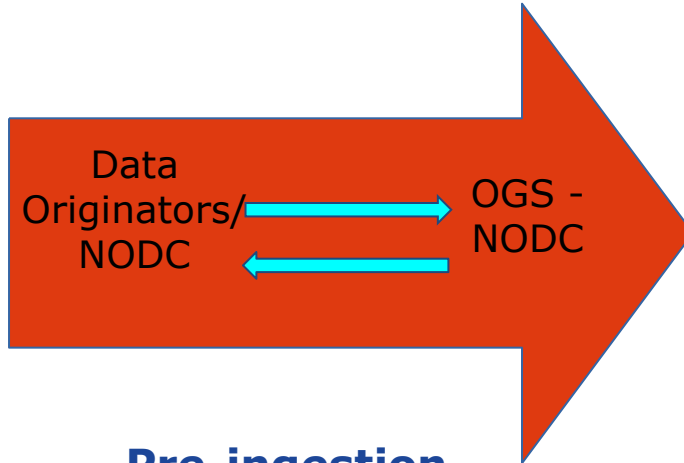 Data
Originators/
NODC
OGS -
NODC
Pre-ingestion